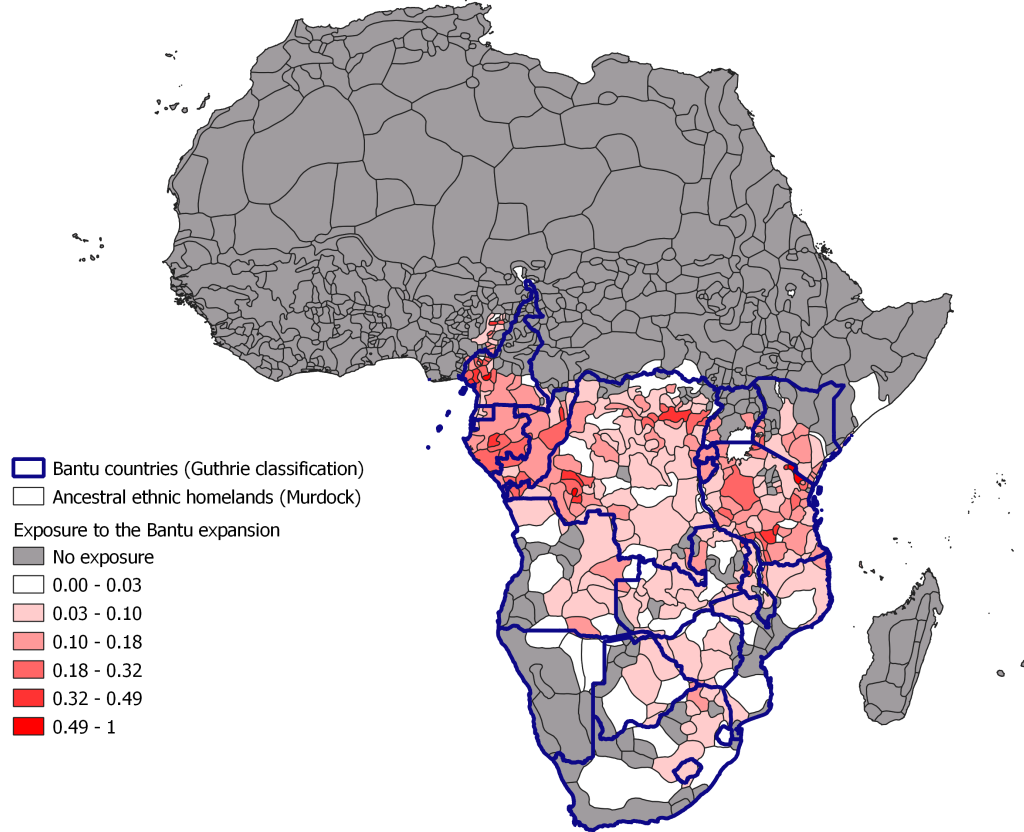 Bantu countries (Guthrie classification)
Ancestral ethnic homelands (Murdock)
Exposure to the Bantu expansion
No exposure
0.00 - 0.03
0.03 - 0.10
0.10 - 0.18
0.18 - 0.32
0.32 - 0.49
0.49 - 1